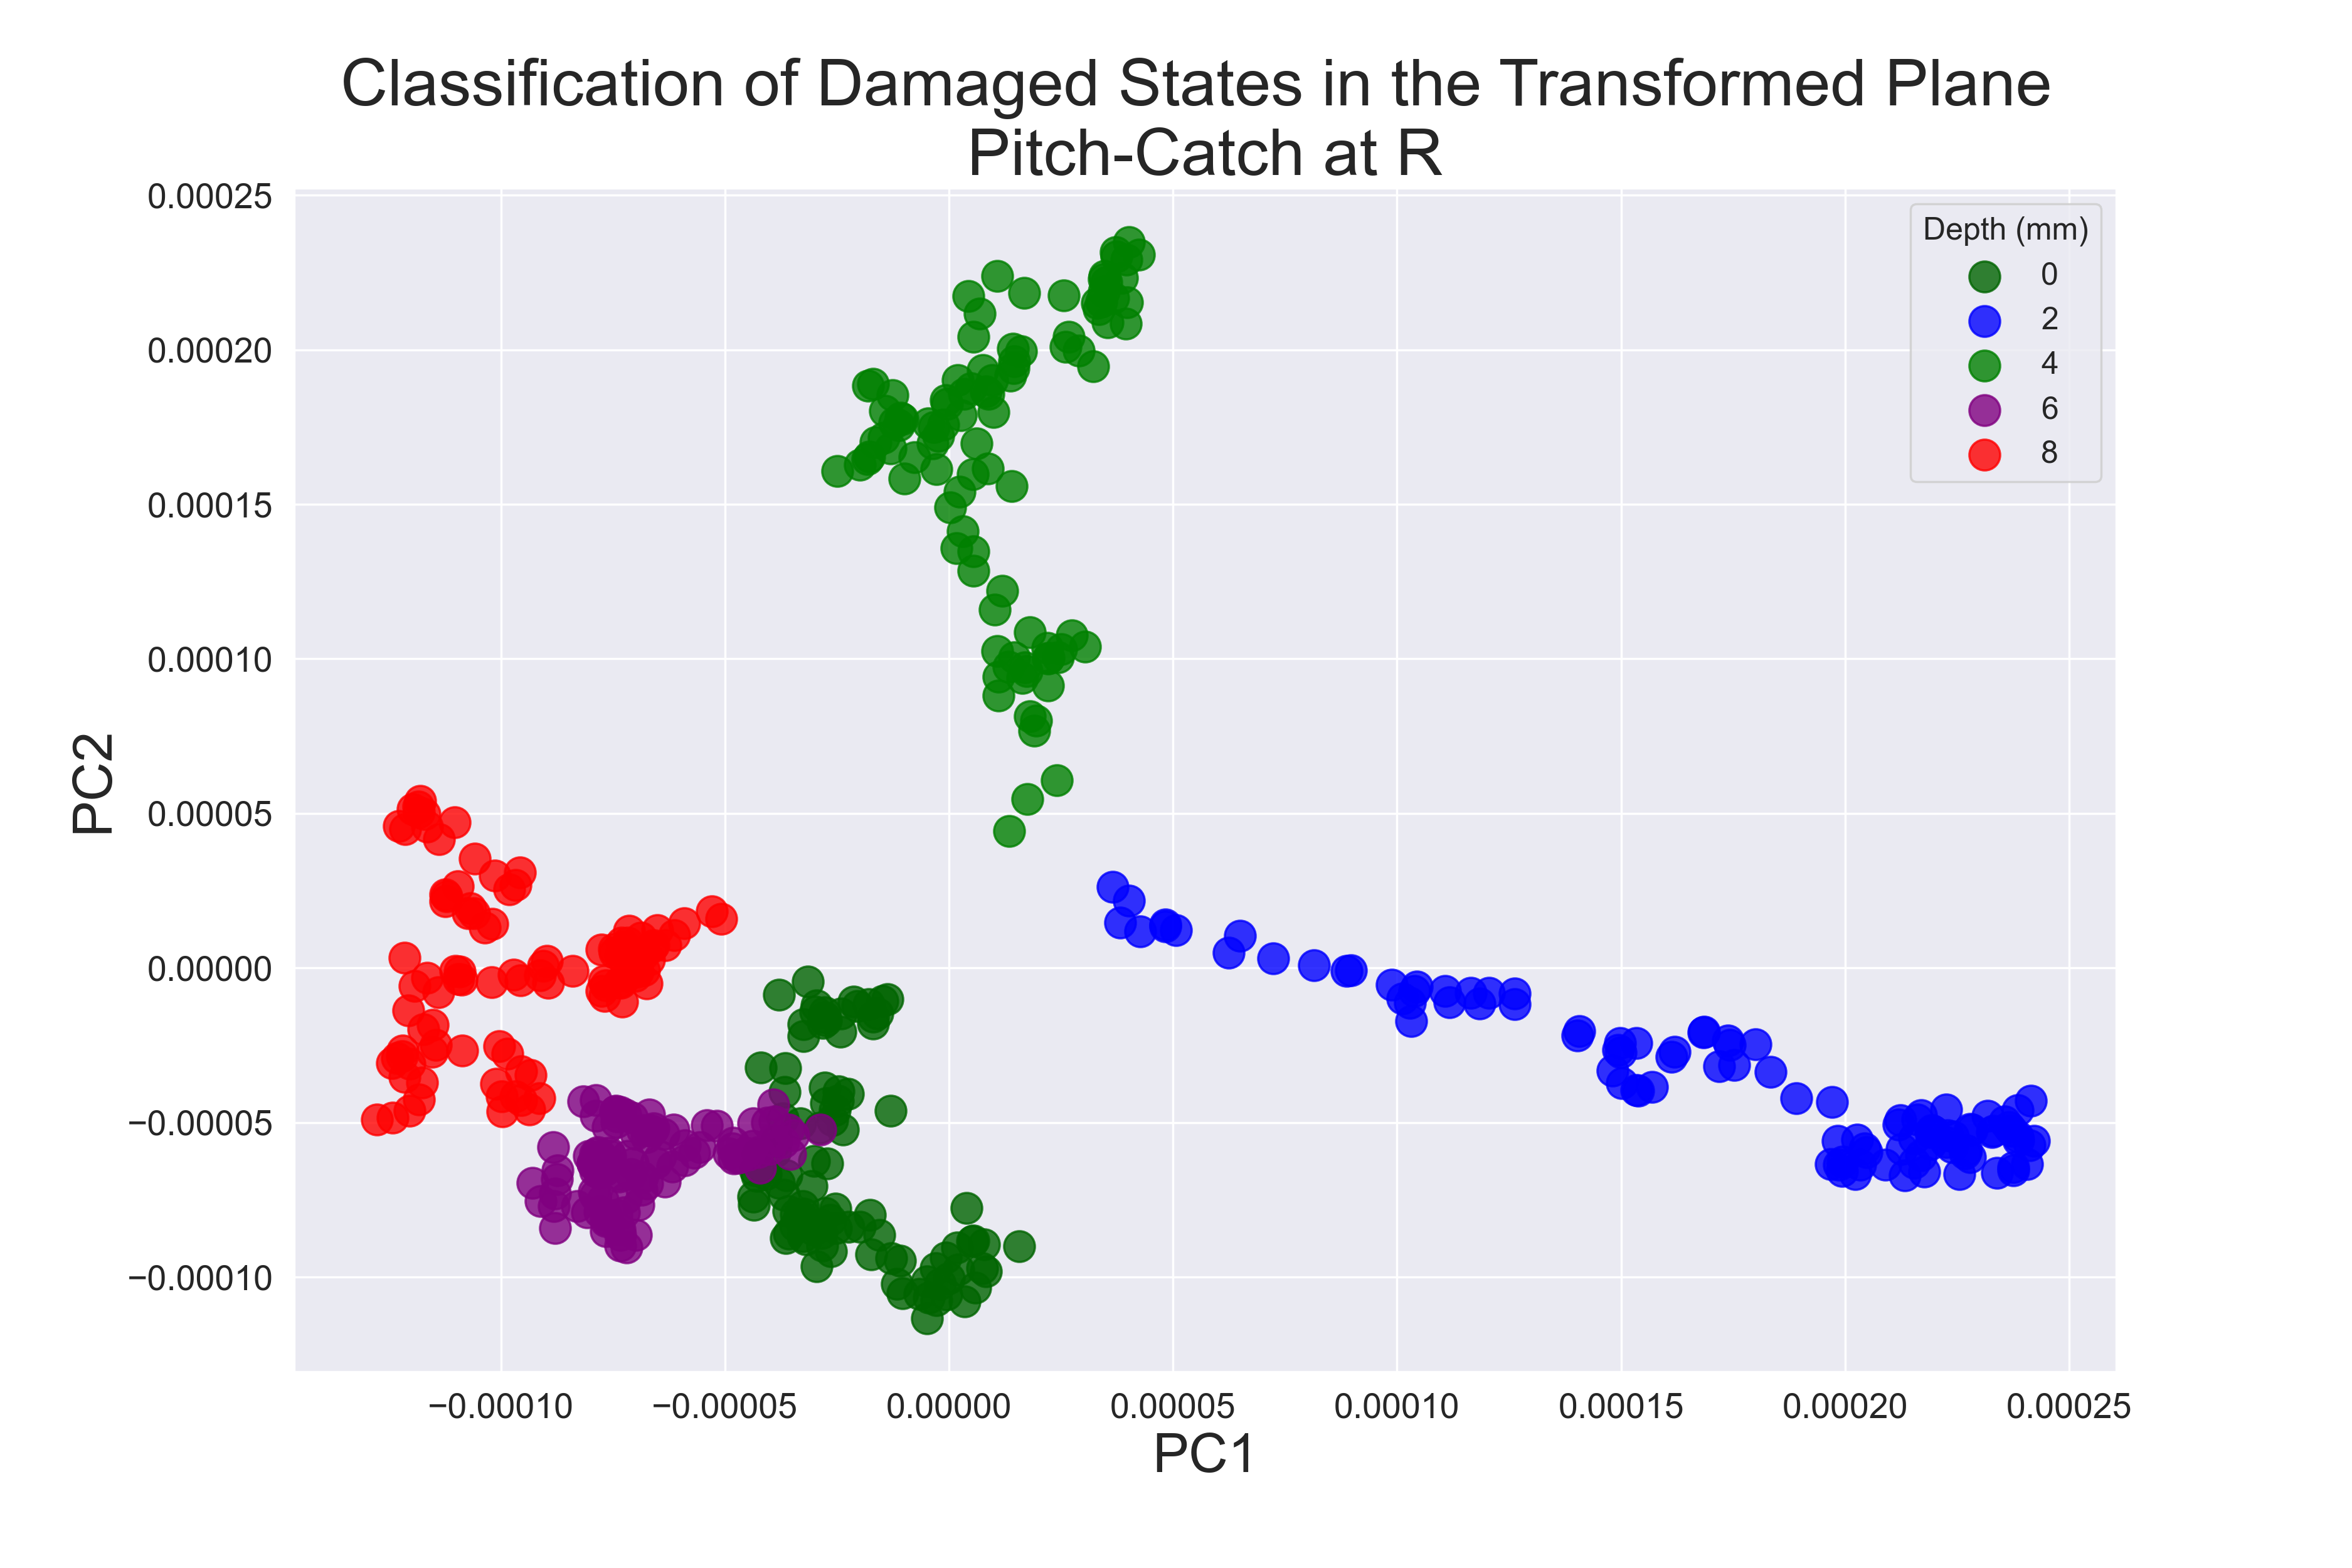 Classification of Damaged States in the Transformed Plane
Pitch-Catch at R
0.00025
0.00020
0.00015
0.00010
0.00005
0.00000
−0.00005
−0.00010
PC2
Depth (mm)
0
2
4
6
8
−0.00010 −0.00005 0.00000 0.00005 0.00010 0.00015 0.00020 0.00025
PC1